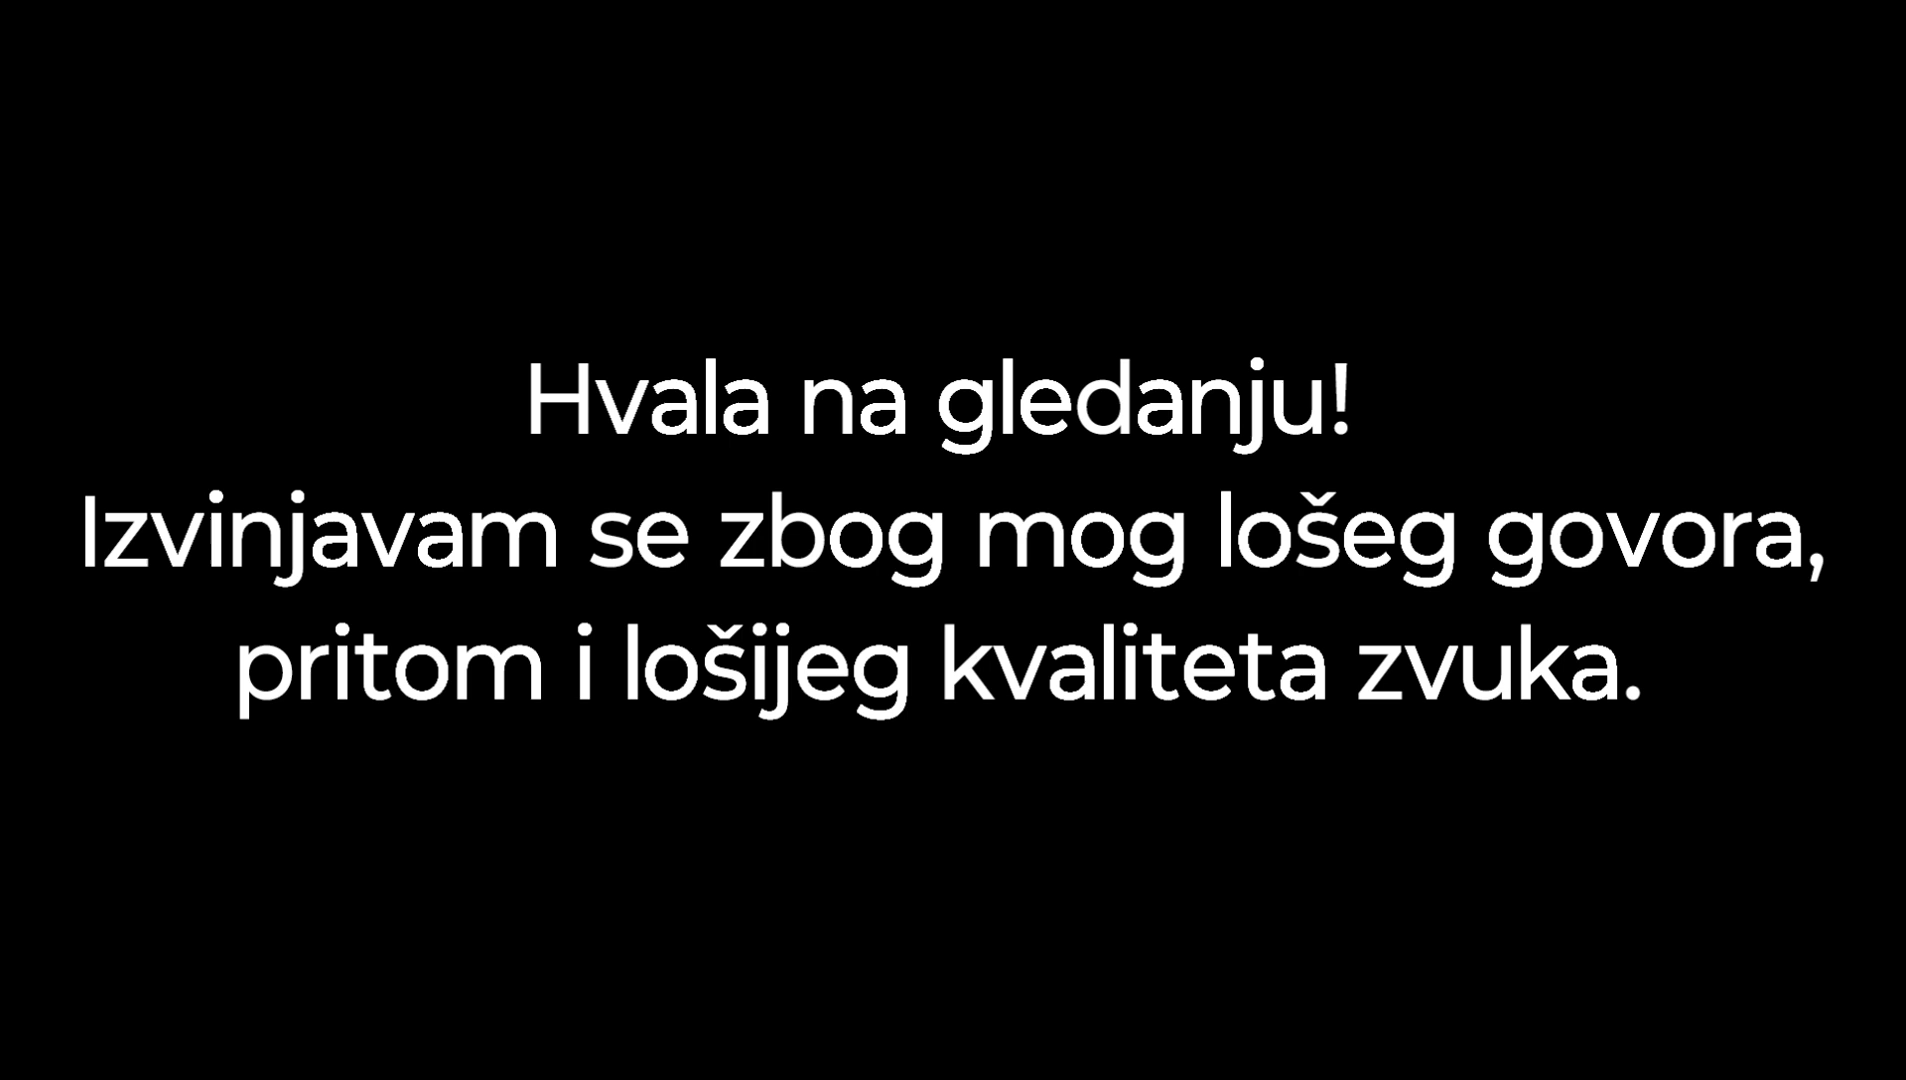 Hvala na gledanju!
Izvinjavam se zbog mog lošeg govora,
pritom i lošijeg kvaliteta zvuka.